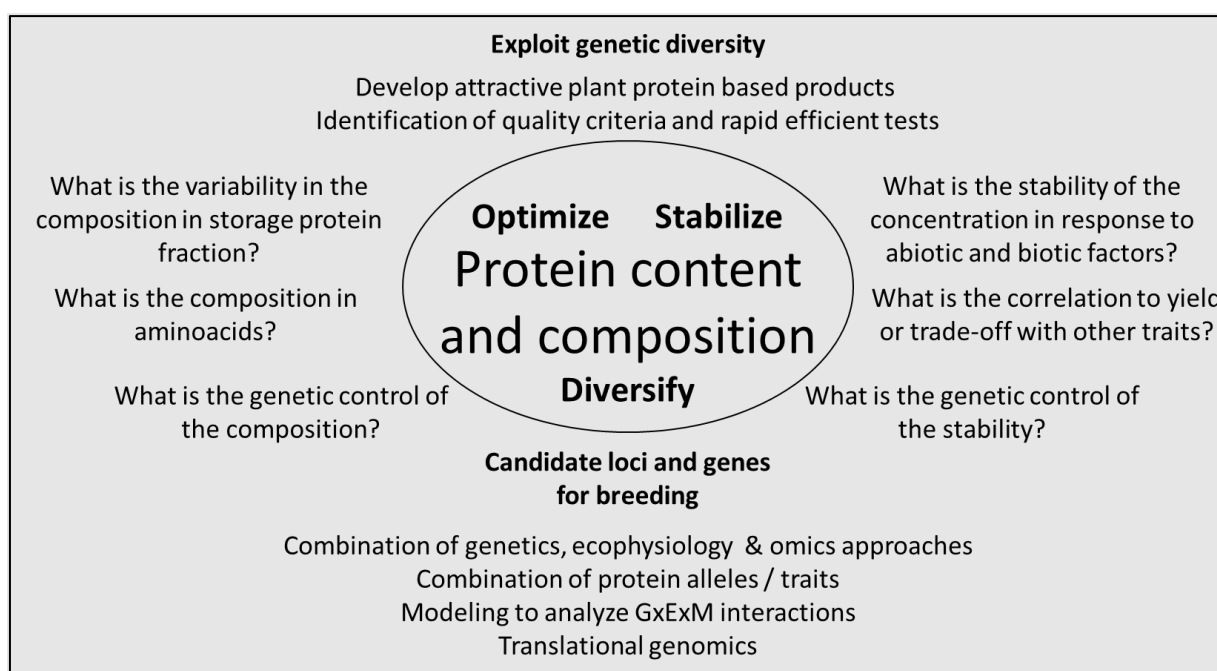 Exploit genetic diversity
Develop attractive plant protein based products
Identification of quality criteria and rapid efficient tests
What is the variability in the
composition in storage protein
fraction?
What is the composition in
aminoacids?
What is the genetic control of
the composition?
Optimize Stabilize
Protein content
and composition
Diversify
What is the stability of the
concentration in response to
abiotic and biotic factors?
What is the correlation to yield
or trade-off with other traits?
What is the genetic control of
the stability?
Candidate loci and genes
for breeding
Combination of genetics, ecophysiology & omics approaches
Combination of protein alleles / traits
Modeling to analyze GxExM interactions
Translational genomics